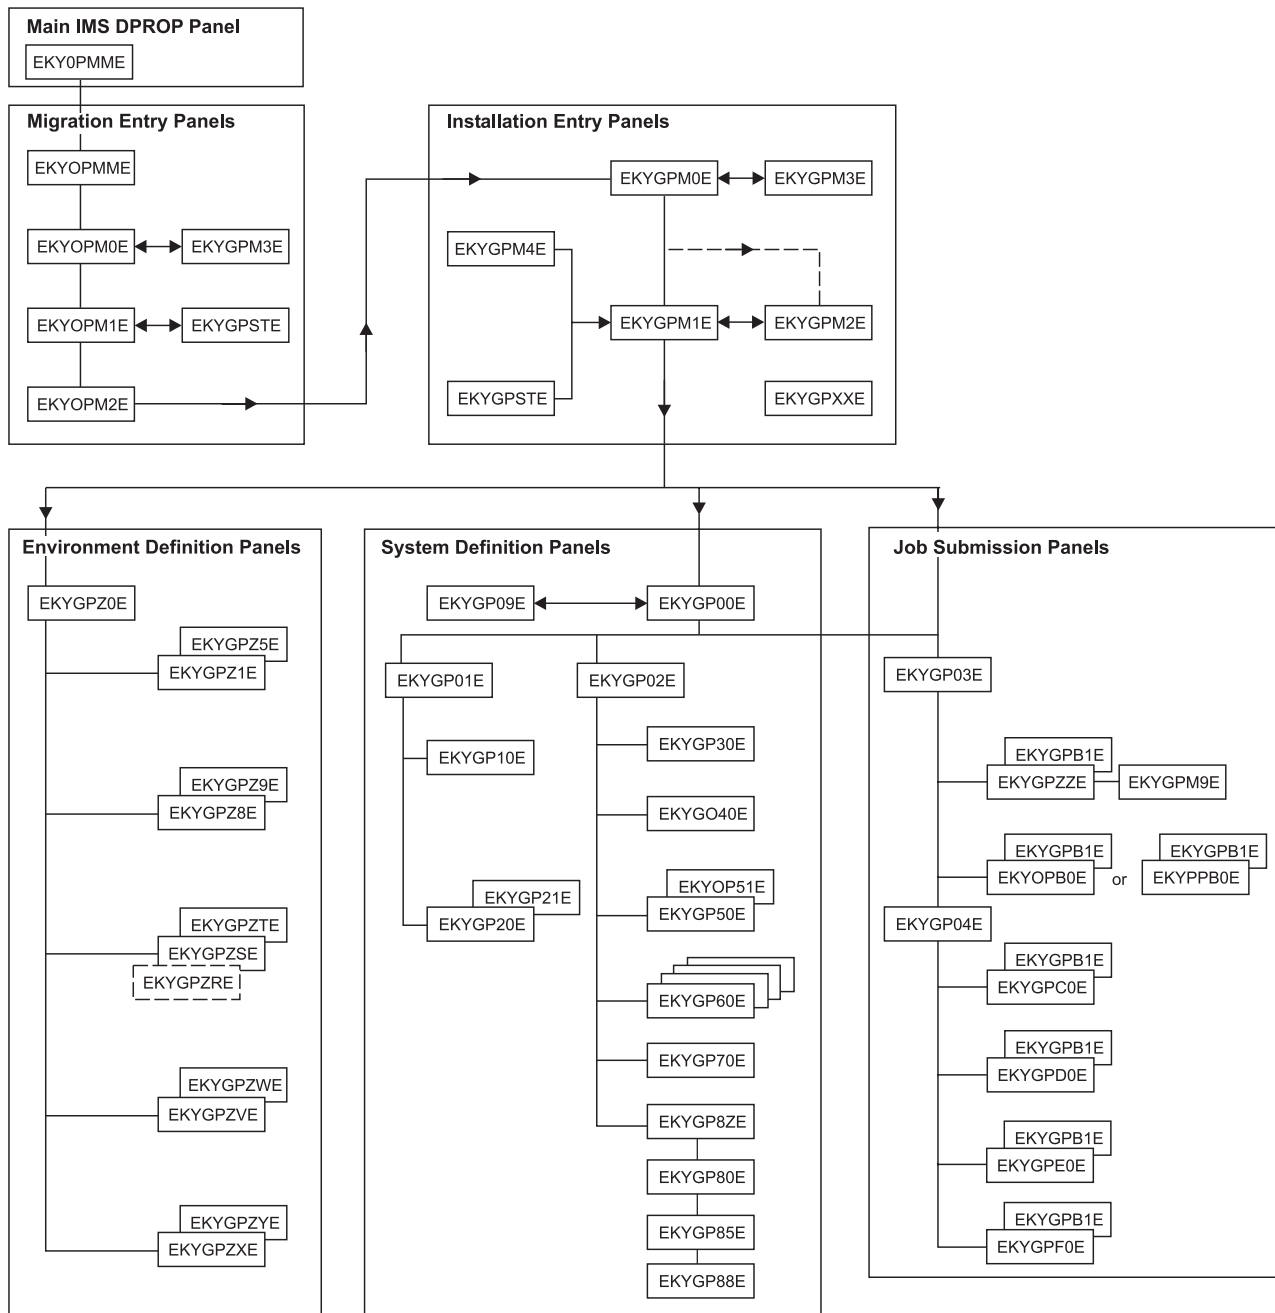 Main IMS DPROP Panel
EKY0PMME
Migration Entry Panels
EKYOPMME
EKYOPM0E
EKYGPM3E
EKYOPM1E
EKYGPSTE
EKYOPM2E
Installation Entry Panels
EKYGPM0E
EKYGPM3E
EKYGPM4E
EKYGPM1E
EKYGPM2E
EKYGPSTE
EKYGPXXE
Environment Definition Panels
EKYGPZ0E
EKYGPZ5E
EKYGPZ1E
EKYGPZ9E
EKYGPZ8E
EKYGPZTE
EKYGPZSE
EKYGPZRE
EKYGPZWE
EKYGPZVE
EKYGPZYE
EKYGPZXE
System Definition Panels
EKYGP09E
EKYGP00E
EKYGP01E
EKYGP02E
EKYGP10E
EKYGP21E
EKYGP20E
EKYGP30E
EKYGO40E
EKYOP51E
EKYGP50E
EKYGP60E
EKYGP70E
EKYGP8ZE
EKYGP80E
EKYGP85E
EKYGP88E
Job Submission Panels
EKYGP03E
EKYGPB1E
EKYGPZZE
EKYGPM9E
EKYGPB1E
EKYOPB0E
or
EKYGPB1E
EKYPPB0E
EKYGP04E
EKYGPB1E
EKYGPC0E
EKYGPB1E
EKYGPD0E
EKYGPB1E
EKYGPE0E
EKYGPB1E
EKYGPF0E